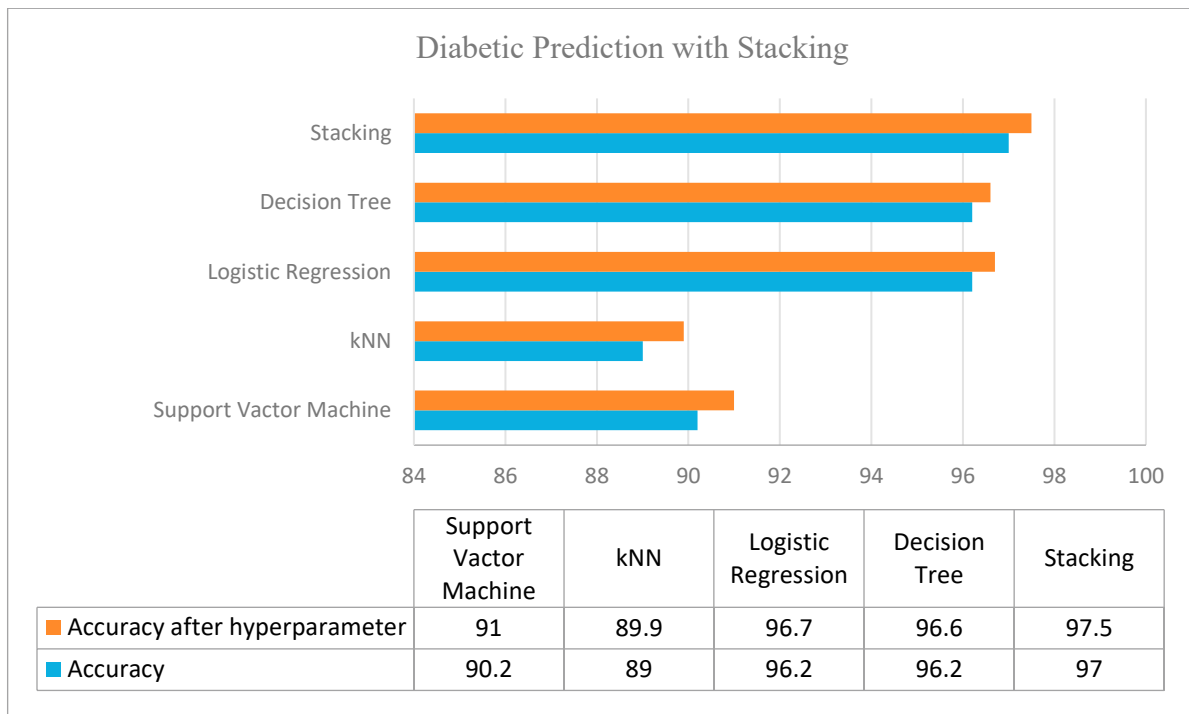 Diabetic Prediction with Stacking
Stacking
Decision Tree
Logistic Regression
kNN
Support Vactor Machine
84 86 88 90 92 94 96 98 100
Support
Vactor
Machine
kNN
Logistic
Regression
Decision
Tree
Stacking
Accuracy after hyperparameter 91 89.9 96.7 96.6 97.5
Accuracy 90.2 89 96.2 96.2 97